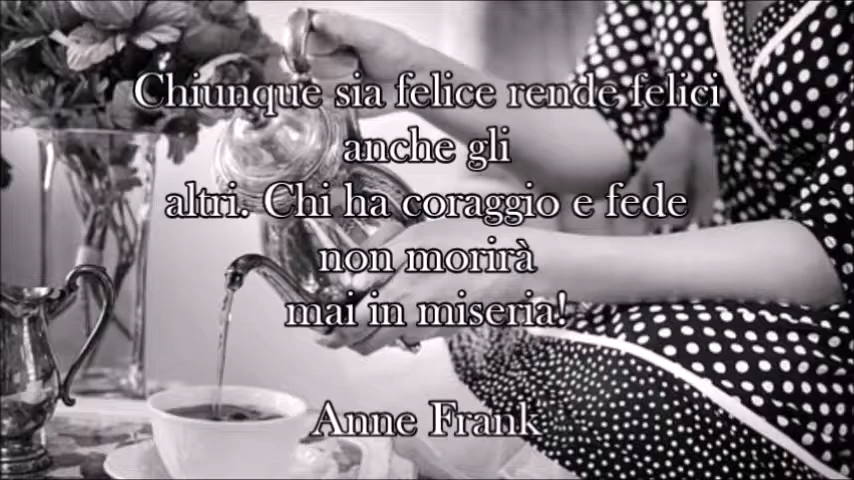 Chiunque sia felice rende felici
anche gli
altri. Chi ha coraggio e fede
non morirà
mai in miseria!
Anne Frank